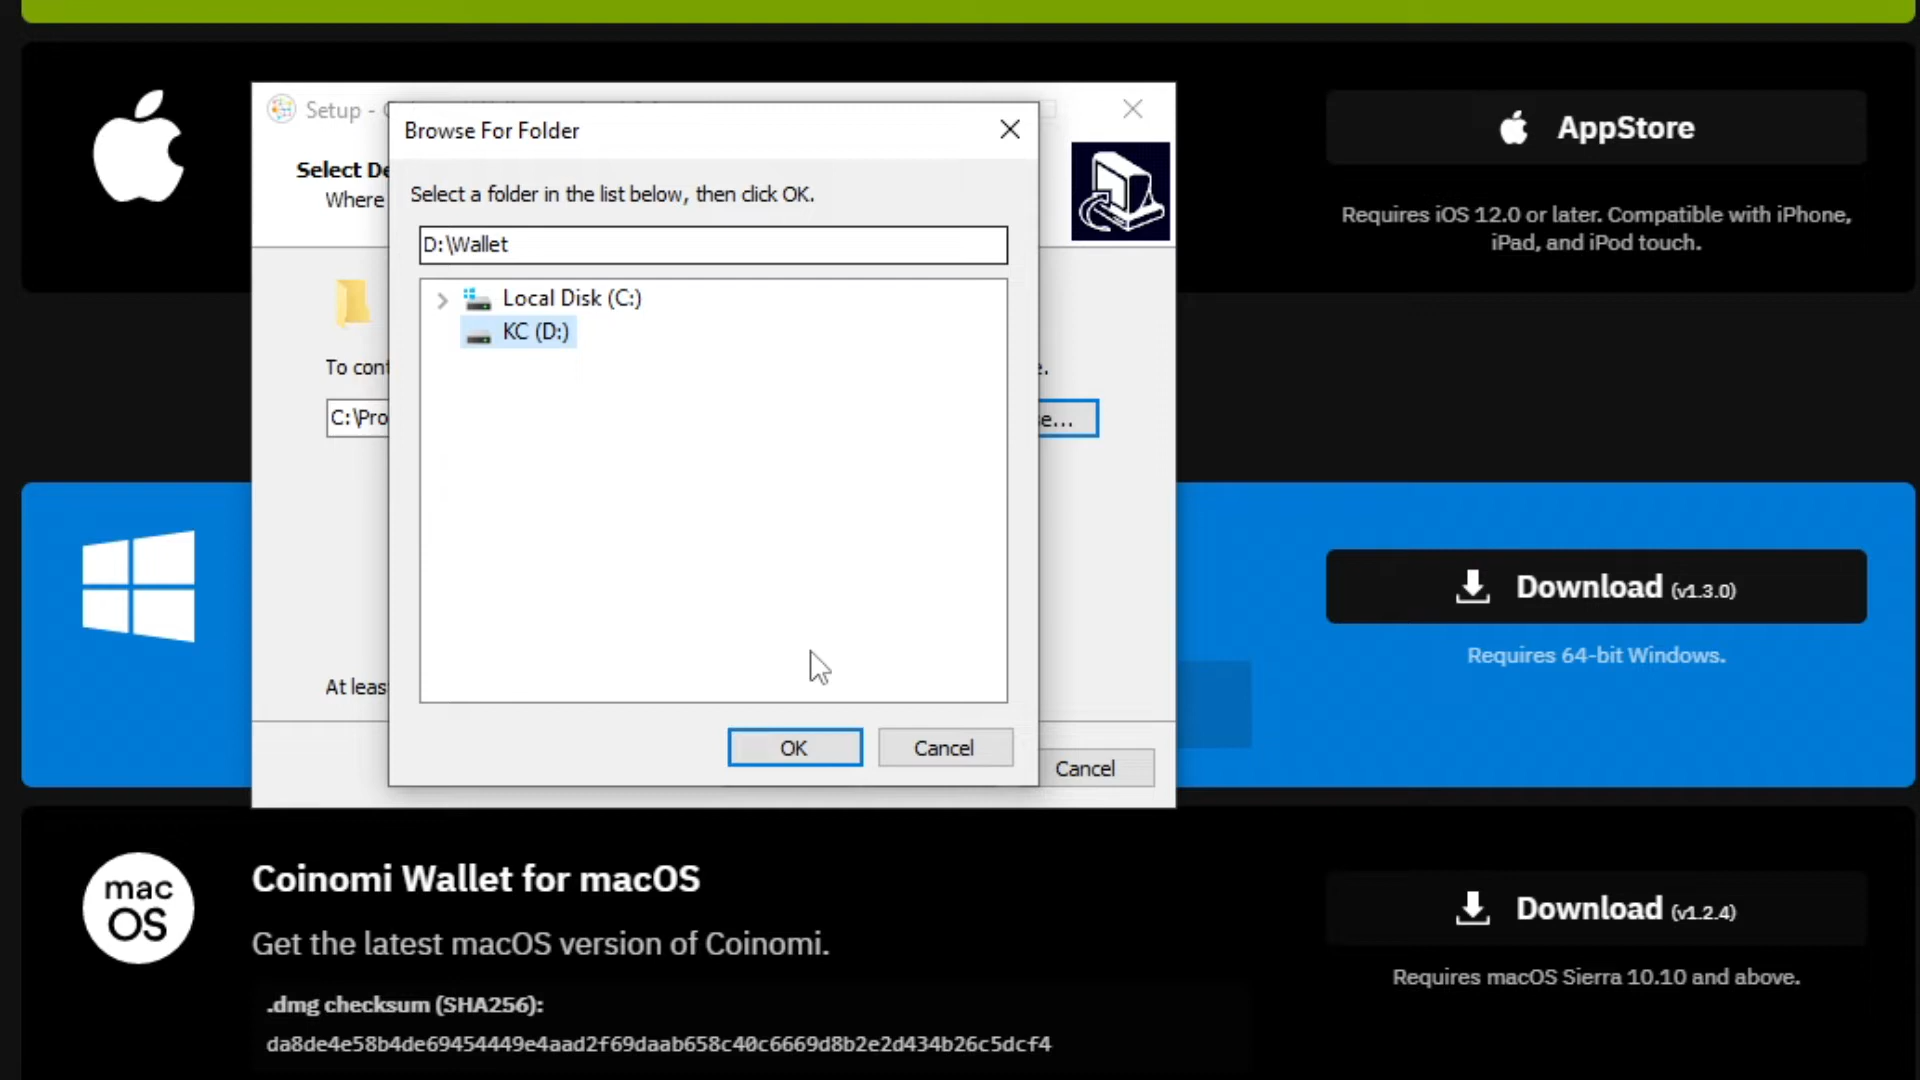 AppStore
Requires iOS 12.0 or later. Compatible with iPhone,
iPad, and iPod touch.
Setup -
Select
Where
Browse For Folder
Select a folder in the list below, then click OK.
D:\Wallet
Local Disk (C:)
KC (D:)
To
C:\Pro
e...
At
OK
Cancel
Cancel
Download (v1.3.0)
Requires 64-bit Windows.
mac
OS
Coinomi Wallet for macOS
Get the latest macOS version of Coinomi.
.dmg checksum (SHA256):
da8de4e58b4de69454449e4aad2f69daab658c40c6669d8b2e2d434b26c5dcf4
Download (v1.2.4)
Requires macOS Sierra 10.10 and above.